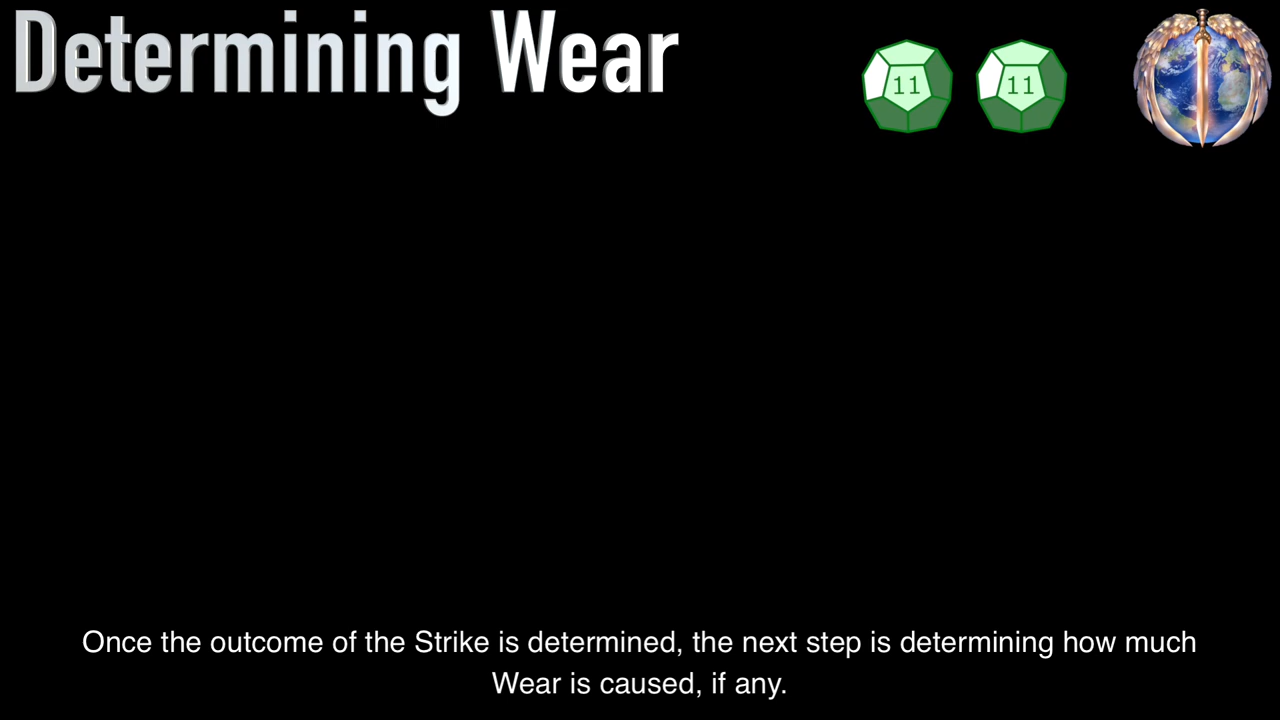 Determining Wear
11 11
Once the outcome of the Strike is determined, the next step is determining how much
Wear is caused, if any.